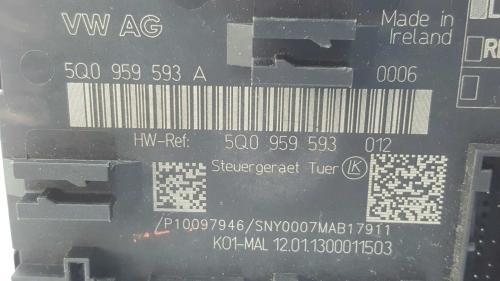 VW AG
Made in
Ireland
5Q0 959 593 A
0006
HW-Ref: 5Q0 959 593 012
Steuergeraet Tuer LK
/P10097946/SNY0007MAB17911
K01-MAL 12.01.1300011503